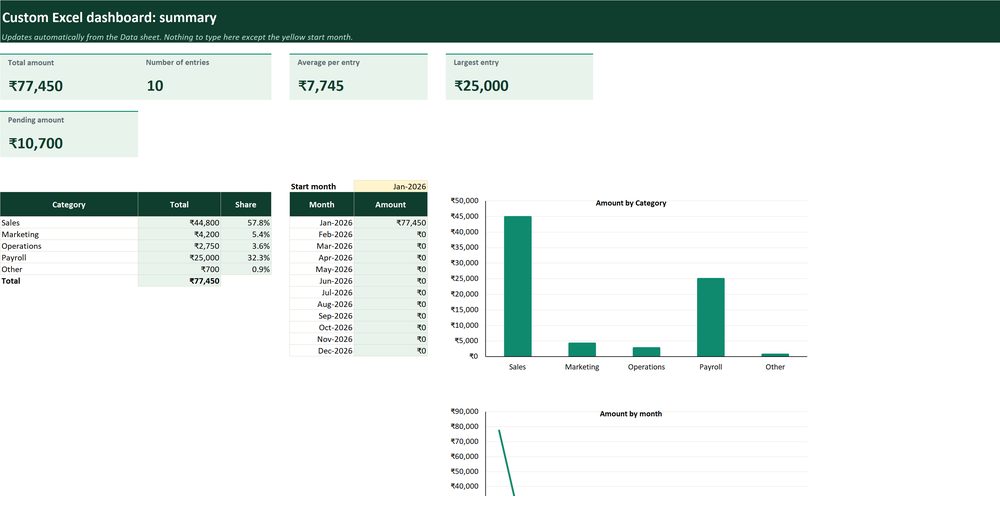 Custom Excel dashboard: summary
Updates automatically from the Data sheet. Nothing to type here except the yellow start month.
Total amount Number of entries Average per entry Largest entry
₹77,450 10 ₹7,745 ₹25,000
Pending amount
₹10,700
Start month Jan-2026
Category Total Share
Sales ₹44,800 57.8%
Marketing ₹4,200 5.4%
Operations ₹2,750 3.6%
Payroll ₹25,000 32.3%
Other ₹700 0.9%
Total ₹77,450
Month Amount
Jan-2026 ₹77,450
Feb-2026 ₹0
Mar-2026 ₹0
Apr-2026 ₹0
May-2026 ₹0
Jun-2026 ₹0
Jul-2026 ₹0
Aug-2026 ₹0
Sep-2026 ₹0
Oct-2026 ₹0
Nov-2026 ₹0
Dec-2026 ₹0
Amount by Category
₹50,000
₹45,000
₹40,000
₹35,000
₹30,000
₹25,000
₹20,000
₹15,000
₹10,000
₹5,000
₹0
Sales Marketing Operations Payroll Other
Amount by month
₹90,000
₹80,000
₹70,000
₹60,000
₹50,000
₹40,000